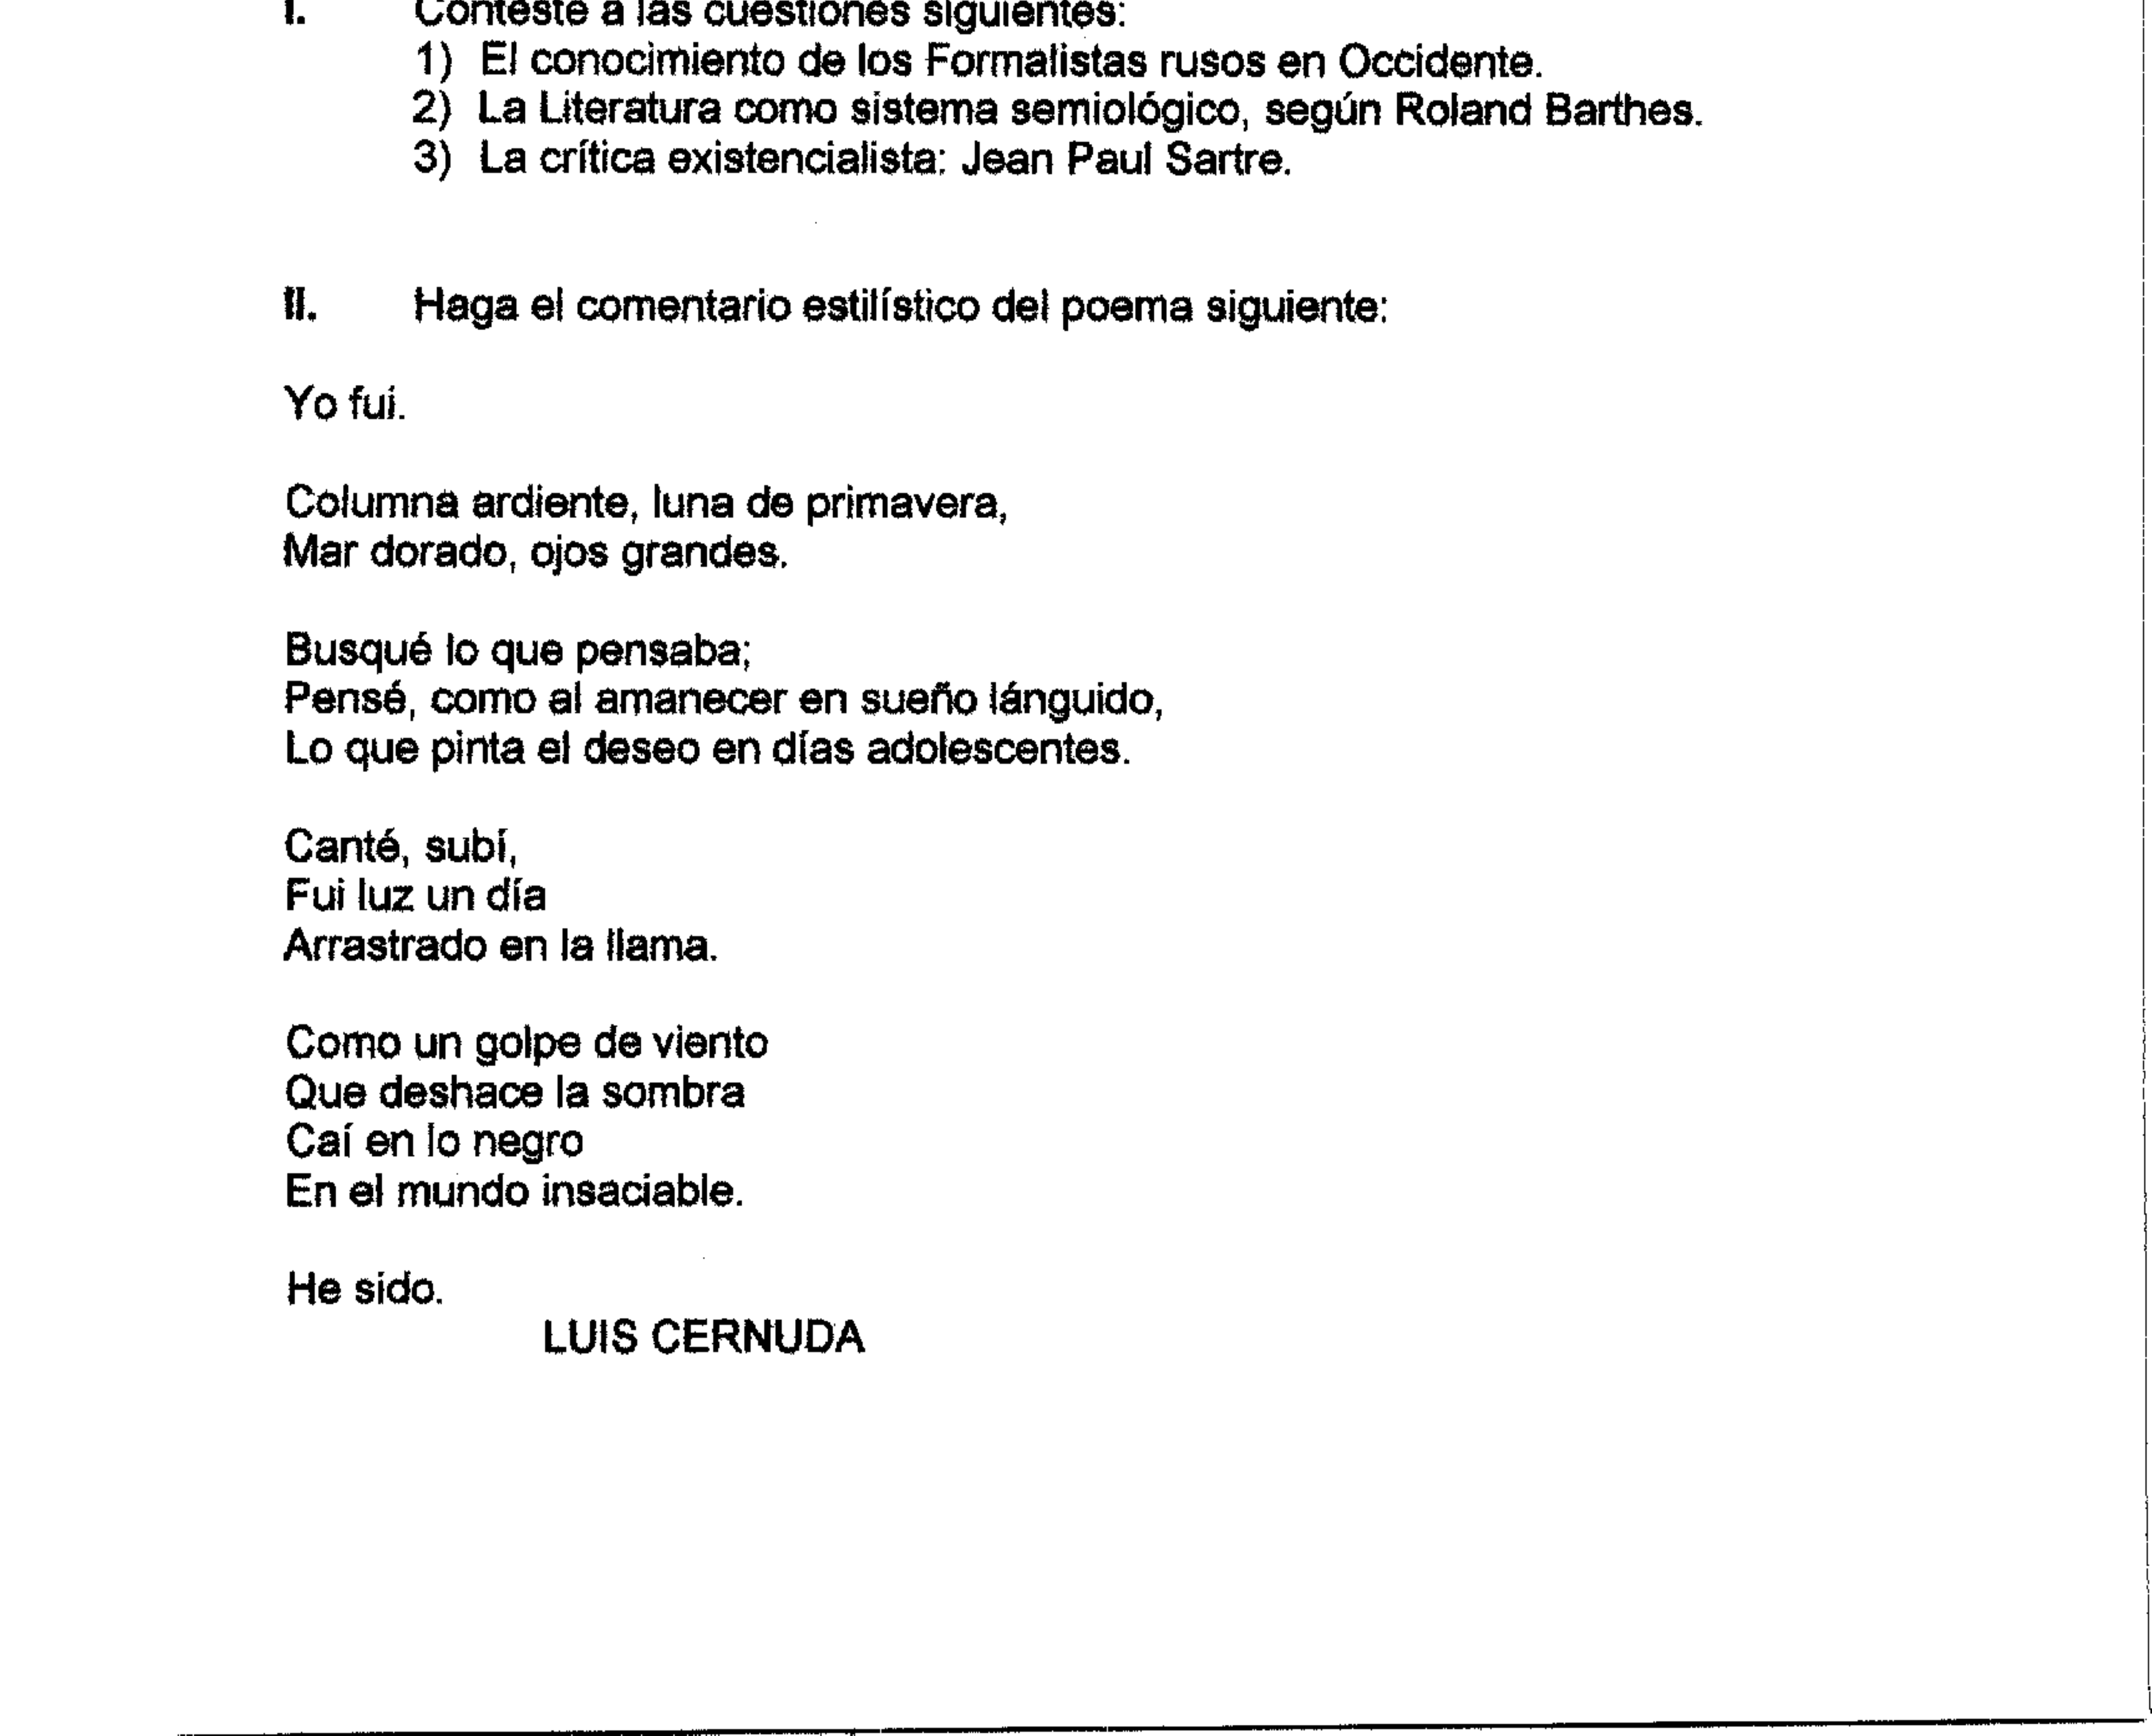 I. Conteste a las cuestiones siguientes:
1) El conocimiento de los Formalistas rusos en Occidente.
2) La Literatura como sistema semiológico, según Roland Barthes.
3) La crítica existencialista: Jean Paul Sartre.
II. Haga el comentario estilístico del poema siguiente:
Yo fui.
Columna ardiente, luna de primavera,
Mar dorado, ojos grandes.
Busqué lo que pensaba;
Pensé, como al amanecer en sueño lánguido,
Lo que pinta el deseo en días adolescentes.
Canté, subí,
Fui luz un día
Arrastrado en la llama.
Como un golpe de viento
Que deshace la sombra
Caí en lo negro
En el mundo insaciable.
He sido.
LUIS CERNUDA